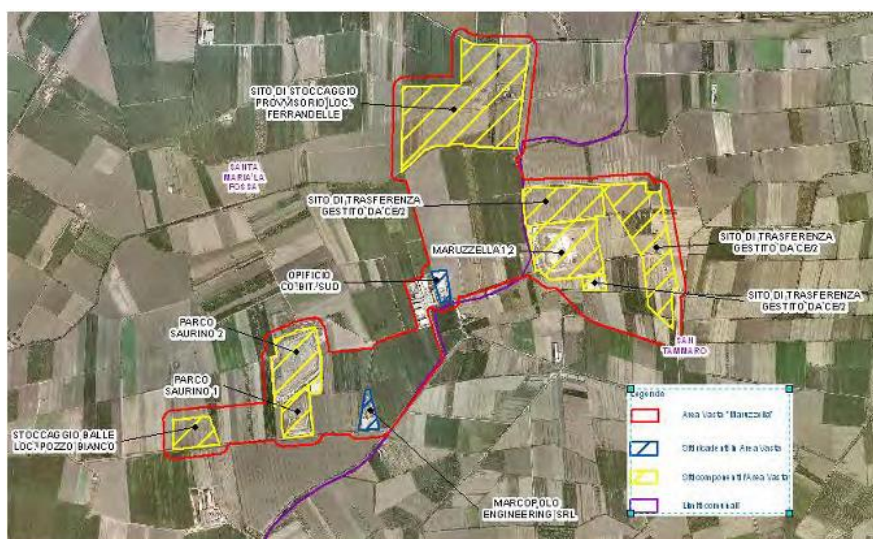 SITO DI STOCCAGGIO
PROVVISORIO LOC.
FERRANDELLE
SANTA
MARIA LA
FOSSA
SITO DI TRASFERENZA
GESTITO DA CE/2
MARUZZELLA 1,2
SITO DI TRASFERENZA
GESTITO DA CE/2
OPIFICIO
CO.BIT. SUD
SITO DI TRASFERENZA
GESTITO DA CE/2
PARCO
SAURINO 2
SAN
TAMMARO
PARCO
SAURINO 1
STOCCAGGIO BALLE
LOC. POZZO BIANCO
MARCOPOLO
ENGINEERING SRL
Legenda
Area Vasta "Maruzzella"
Siti ricadenti in Area Vasta
Siti componenti l'Area Vasta
Limiti comunali